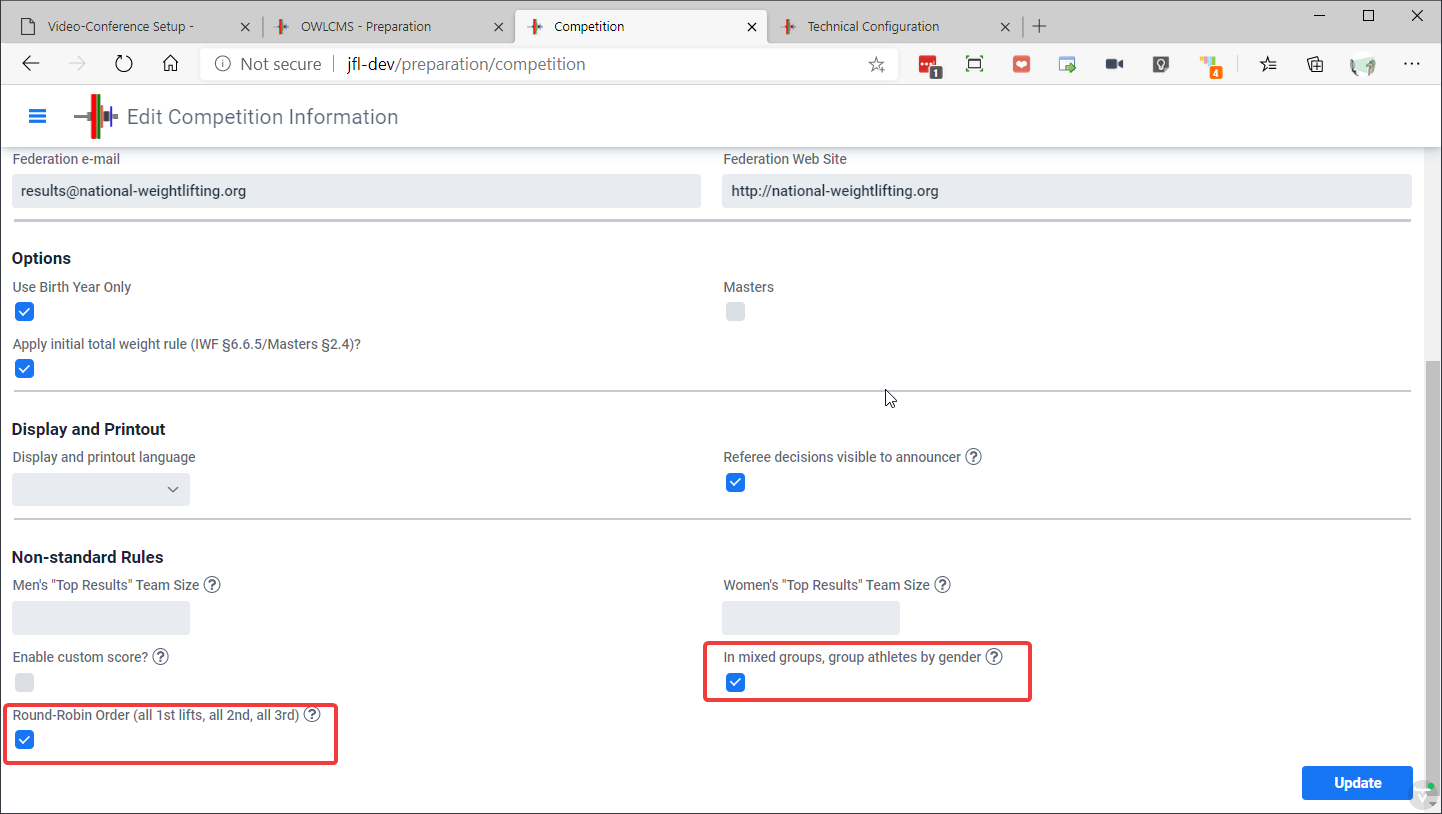 Video-Conference Setup -
OWLCMS - Preparation
Competition
Technical Configuration
Not secure
jfl-dev/preparation/competition
1
4
Edit Competition Information
Federation e-mail
Federation Web Site
results@national-weightlifting.org
http://national-weightlifting.org
Options
Use Birth Year Only
Masters
Apply initial total weight rule (IWF §6.6.5/Masters §2.4)?
Display and Printout
Display and printout language
Referee decisions visible to announcer ?
Non-standard Rules
Men's "Top Results" Team Size ?
Women's "Top Results" Team Size ?
Enable custom score? ?
In mixed groups, group athletes by gender ?
Round-Robin Order (all 1st lifts, all 2nd, all 3rd) ?
Update